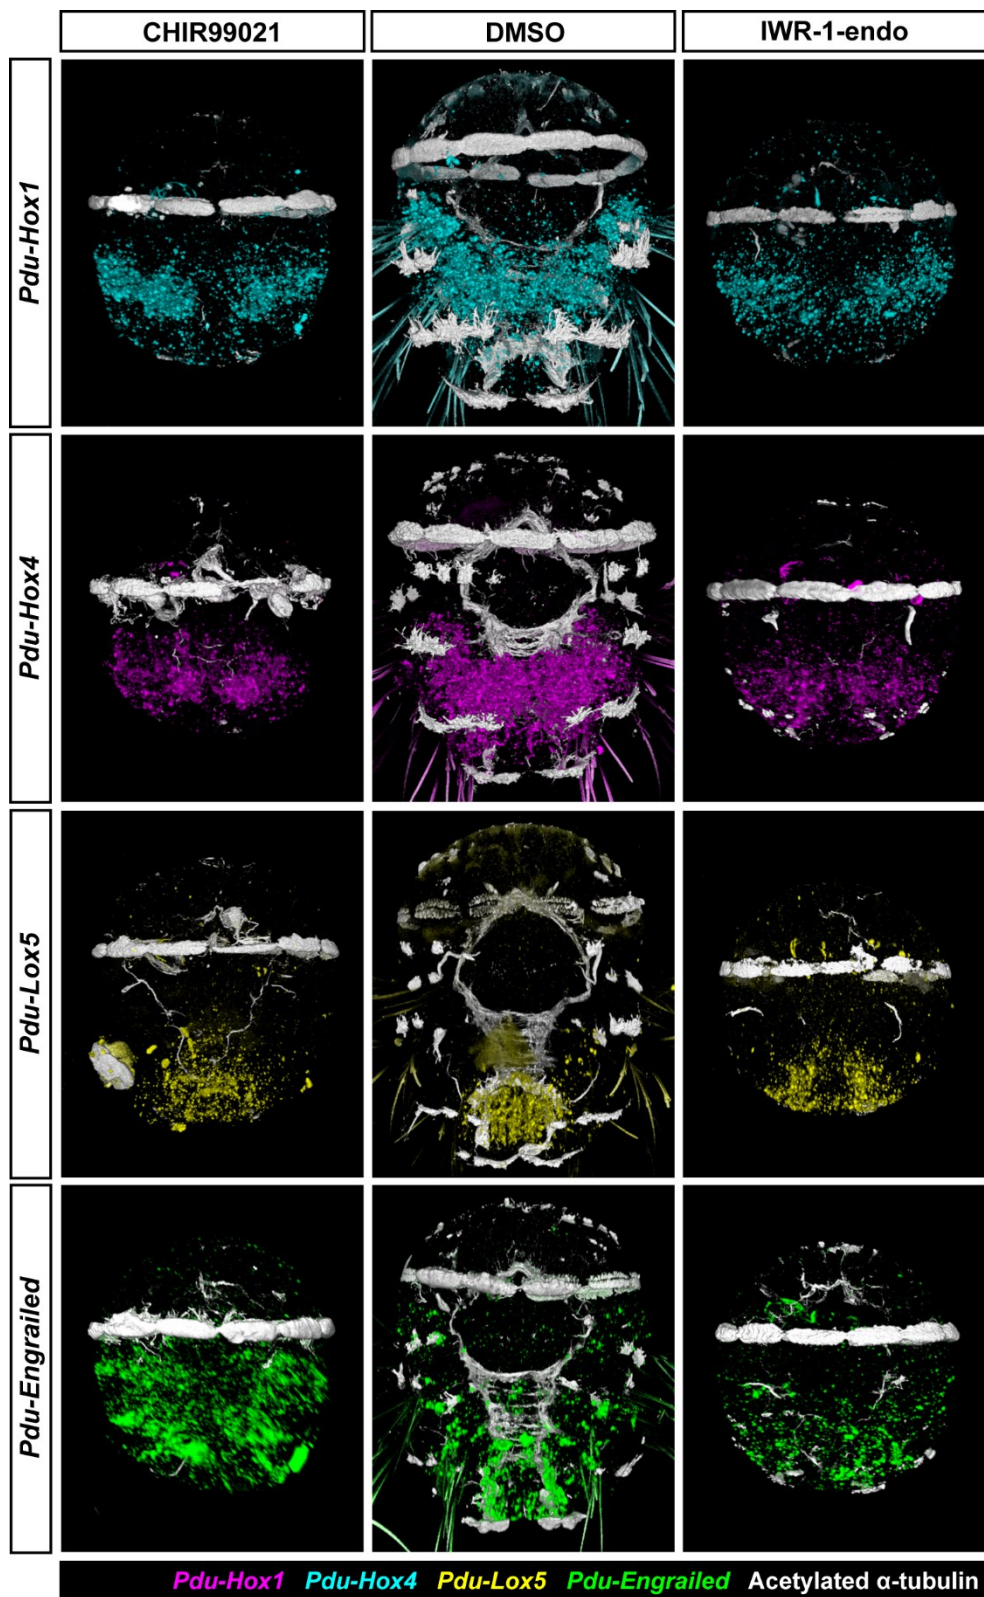 CHIR99021 DMSO IWR-1-endo
Pdu-Hox1
Pdu-Hox4
Pdu-Lox5
Pdu-Engrailed
Pdu-Hox1 Pdu-Hox4 Pdu-Lox5 Pdu-Engrailed Acetylated α-tubulin